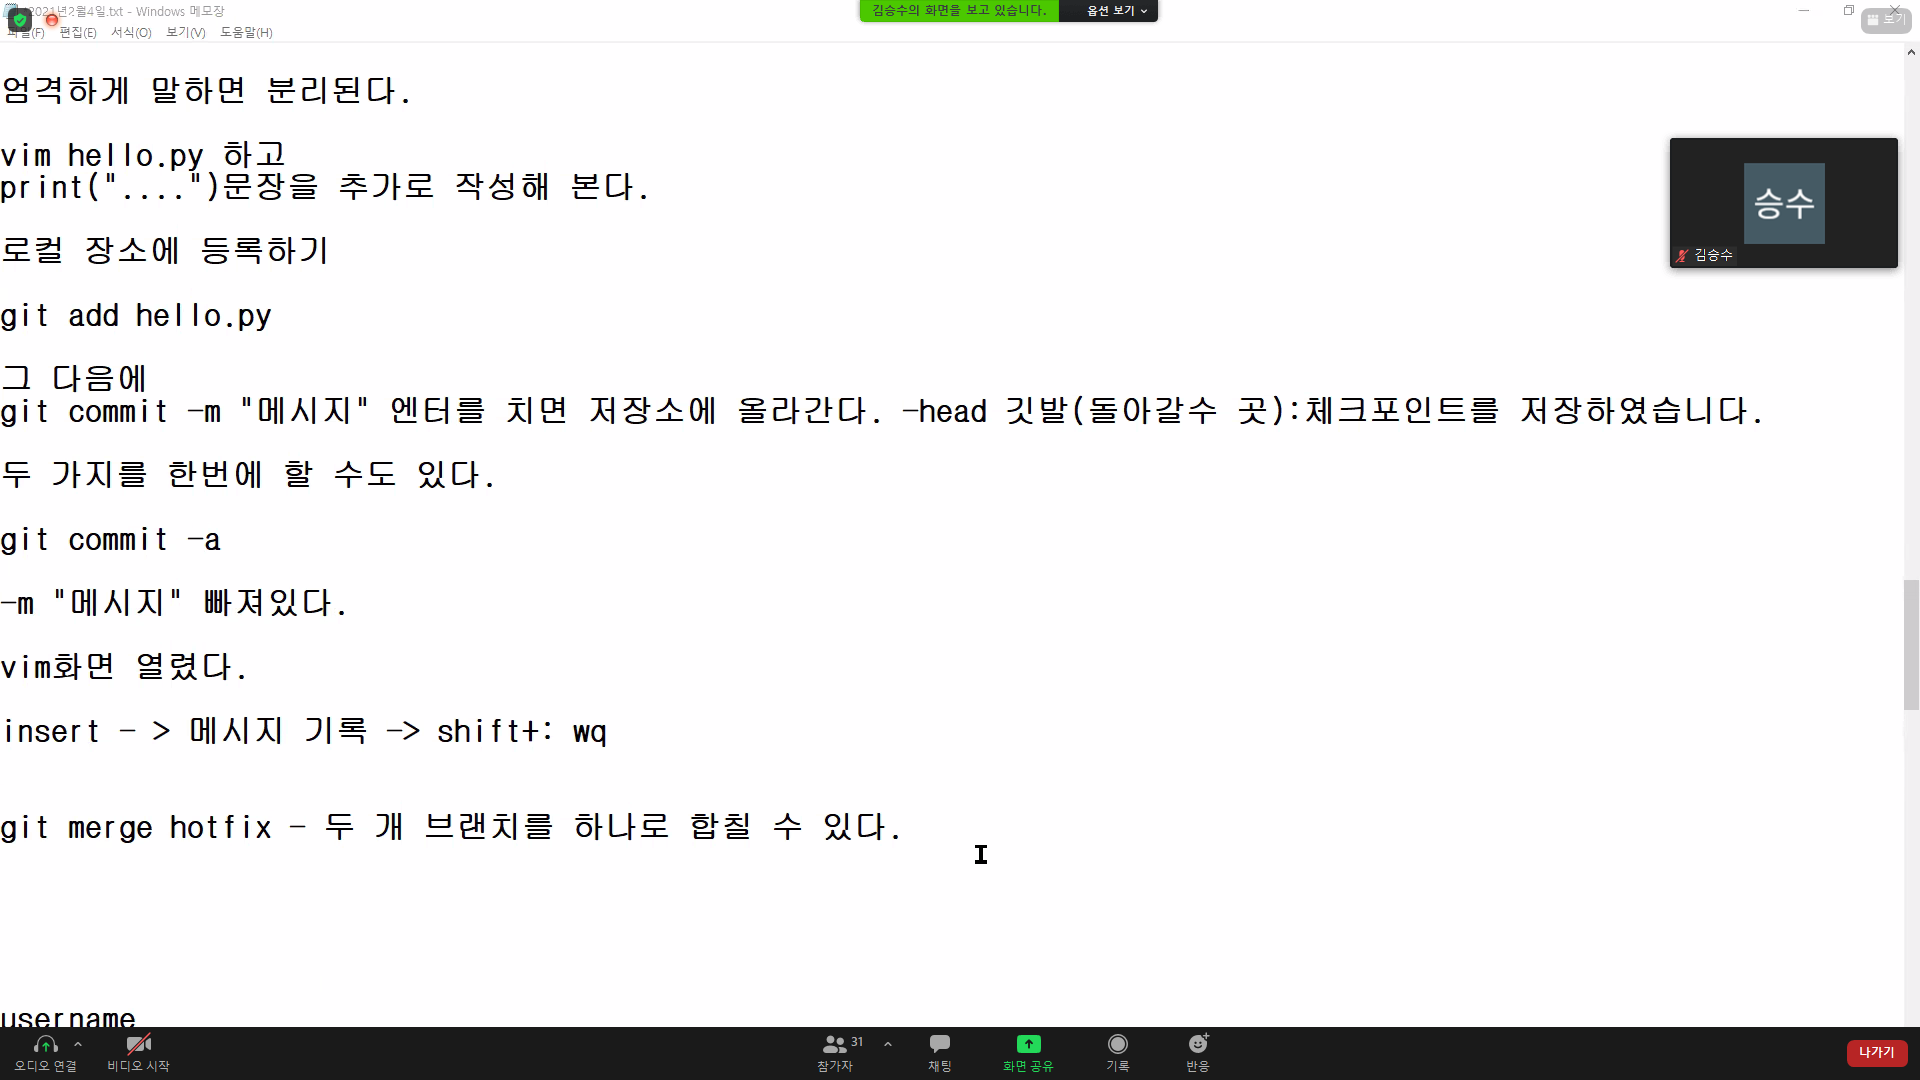 2021년2월4일.txt - Windows 메모장
김승수의 화면을 보고 있습니다.
옵션 보기
보기
파일(F) 편집(E) 서식(O) 보기(V) 도움말(H)
엄격하게 말하면 분리된다.
vim hello.py 하고
print("....")문장을 추가로 작성해 본다.
승수
김승수
로컬 장소에 등록하기
git add hello.py
그 다음에
git commit -m "메시지" 엔터를 치면 저장소에 올라간다. -head 깃발(돌아갈수 곳):체크포인트를 저장하였습니다.
두 가지를 한번에 할 수도 있다.
git commit -a
-m "메시지" 빠져있다.
vim화면 열렸다.
insert - > 메시지 기록 -> shift+: wq
git merge hotfix - 두 개 브랜치를 하나로 합칠 수 있다.
username
오디오 연결
비디오 시작
31
참가자
채팅
화면 공유
기록
반응
나가기